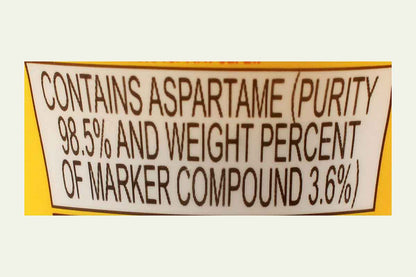 CONTAINS ASPARTAME (PURITY
98.5% AND WEIGHT PERCENT
OF MARKER COMPOUND 3.6%)